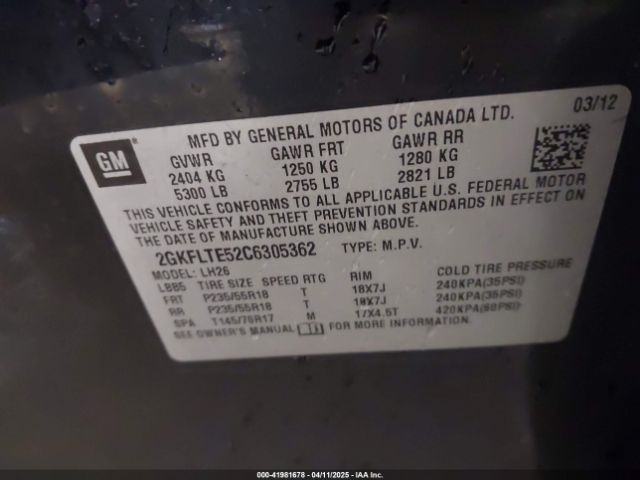 03/12
MFD BY GENERAL MOTORS OF CANADA LTD.
GM
GVWR GAWR FRT GAWR RR
2404 KG 1250 KG 1280 KG
5300 LB 2755 LB 2821 LB
THIS VEHICLE CONFORMS TO ALL APPLICABLE U.S. FEDERAL MOTOR
VEHICLE SAFETY AND THEFT PREVENTION STANDARDS IN EFFECT ON
THE DATE OF MANUFACTURE SHOWN ABOVE.
2GKFLTE52C6305362 TYPE: M.P.V.
MODEL: LH26
LBB5 TIRE SIZE SPEED RTG RIM COLD TIRE PRESSURE
FRT P235/55R18 T 18X7J 240KPA(35PSI)
RR P235/55R18 T 18X7J 240KPA(35PSI)
SPA T145/70R17 M 17X4.5T 420KPA(60PSI)
SEE OWNER'S MANUAL FOR MORE INFORMATION.
000-41981678 - 04/11/2025 - IAA, Inc.